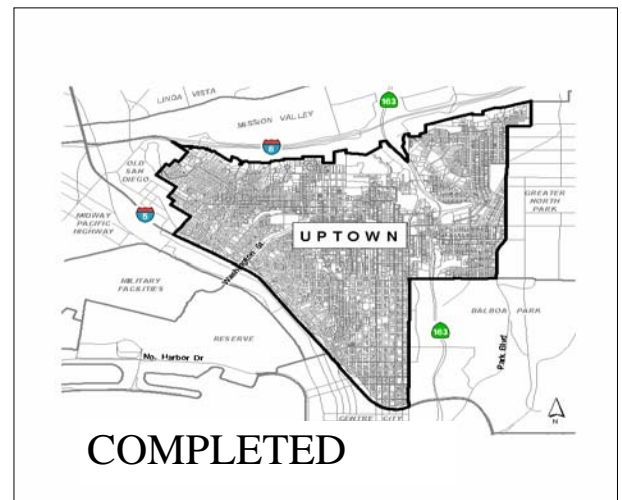 LINDA VISTA
163
MISSION VALLEY
8
OLD
SAN
DIEGO
5
MIDWAY
PACIFIC
HIGHWAY
GREATER
NORTH
PARK
UPTOWN
Washington St
MILITARY
FACILITIES
BALBOA PARK
163
RESERVE
Park Blvd
No. Harbor Dr
CENTRE CITY
N
COMPLETED